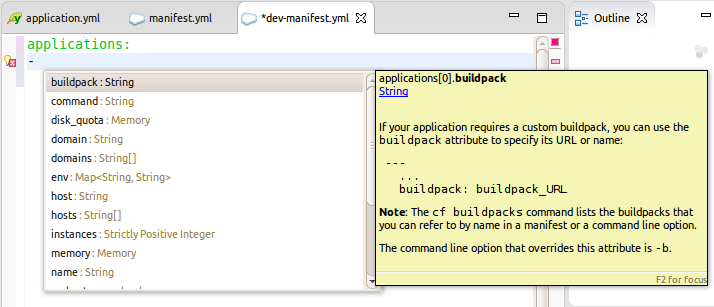 application.yml
manifest.yml
*dev-manifest.yml
Outline
applications:
-
buildpack : String
command : String
disk_quota : Memory
domain : String
domains : String[]
env : Map<String, String>
host : String
hosts : String[]
instances : Strictly Positive Integer
memory : Memory
name : String
applications[0].buildpack
String
If your application requires a custom buildpack, you can use the
buildpack attribute to specify its URL or name:
---
...
buildpack: buildpack_URL
Note: The cf buildpacks command lists the buildpacks that
you can refer to by name in a manifest or a command line option.
The command line option that overrides this attribute is -b.
F2 for focus